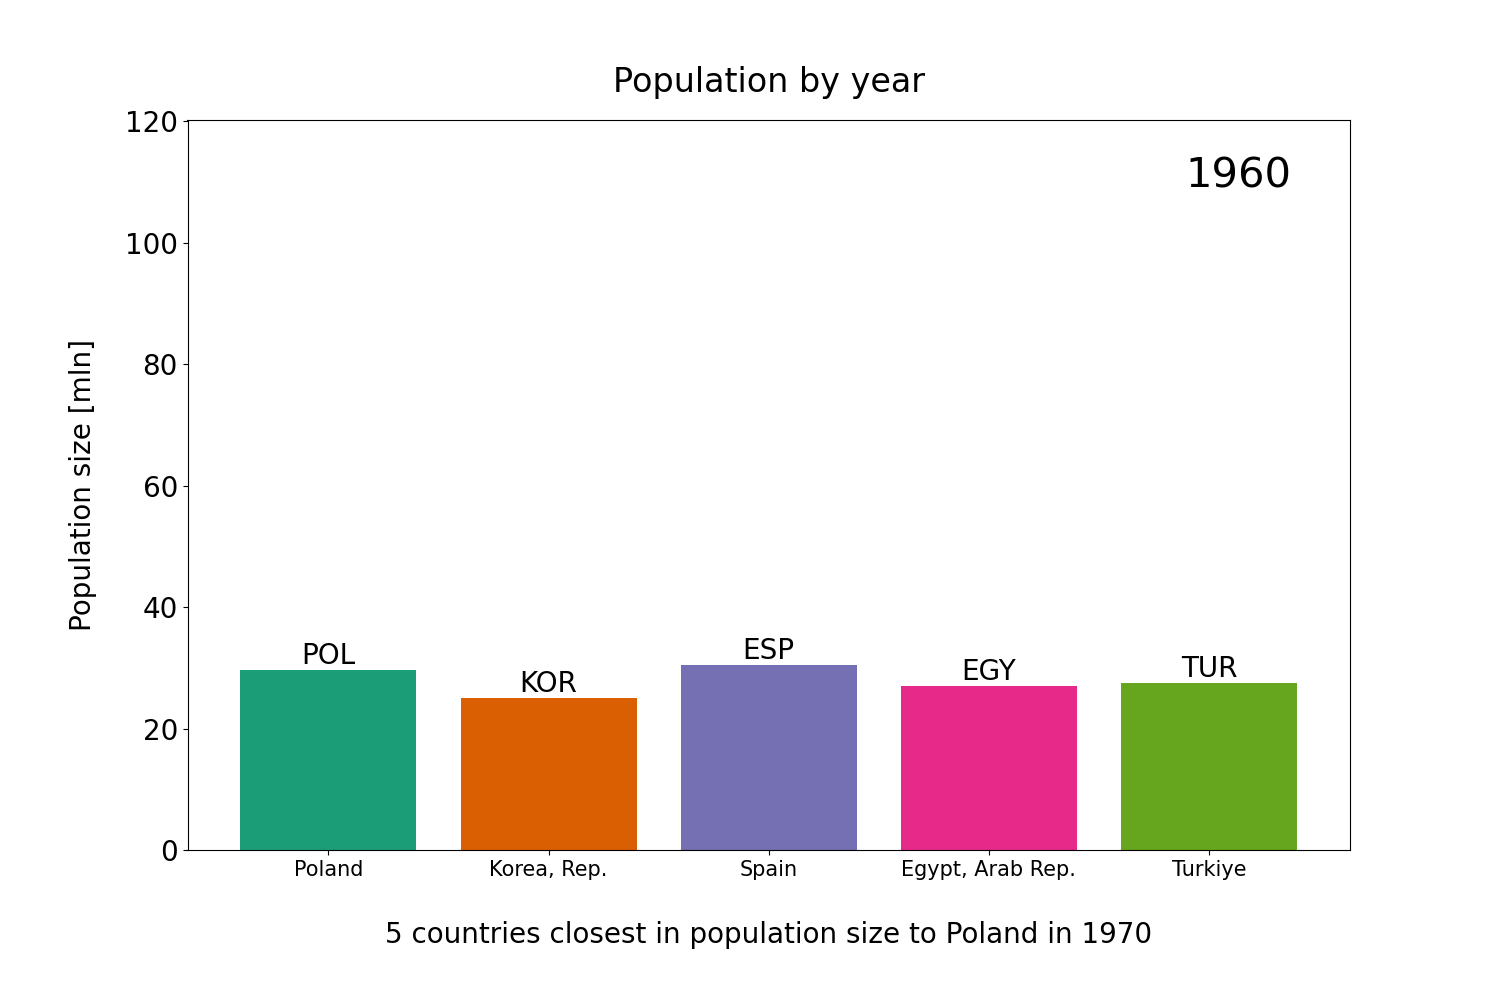 Population by year
120
1960
100
80
60
40
20
0
Population size [mln]
POL
KOR
ESP
EGY
TUR
Poland
Korea, Rep.
Spain
Egypt, Arab Rep.
Turkiye
5 countries closest in population size to Poland in 1970